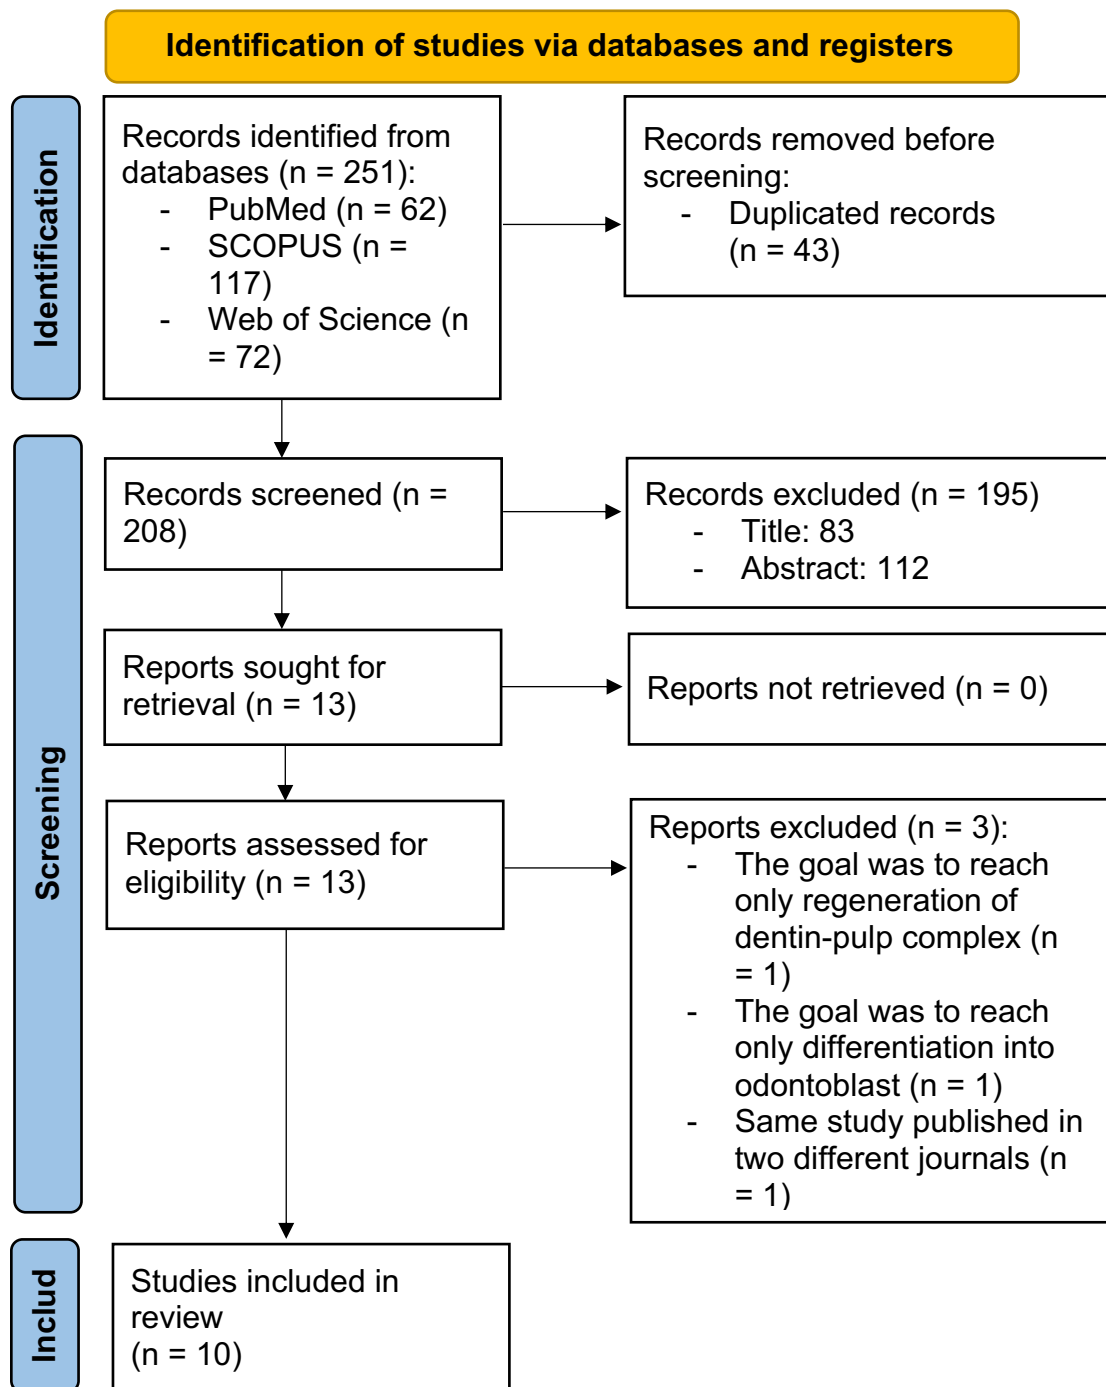 Identification of studies via databases and registers
Identification
Records identified from
databases (n = 251):
- PubMed (n = 62)
- SCOPUS (n =
117)
- Web of Science (n
= 72)
Records removed before
screening:
- Duplicated records
(n = 43)
Screening
Records screened (n =
208)
Records excluded (n = 195)
- Title: 83
- Abstract: 112
Reports sought for
retrieval (n = 13)
Reports not retrieved (n = 0)
Reports assessed for
eligibility (n = 13)
Reports excluded (n = 3):
- The goal was to reach
only regeneration of
dentin-pulp complex (n
= 1)
- The goal was to reach
only differentiation into
odontoblast (n = 1)
- Same study published in
two different journals (n
= 1)
Includ
Studies included in
review
(n = 10)